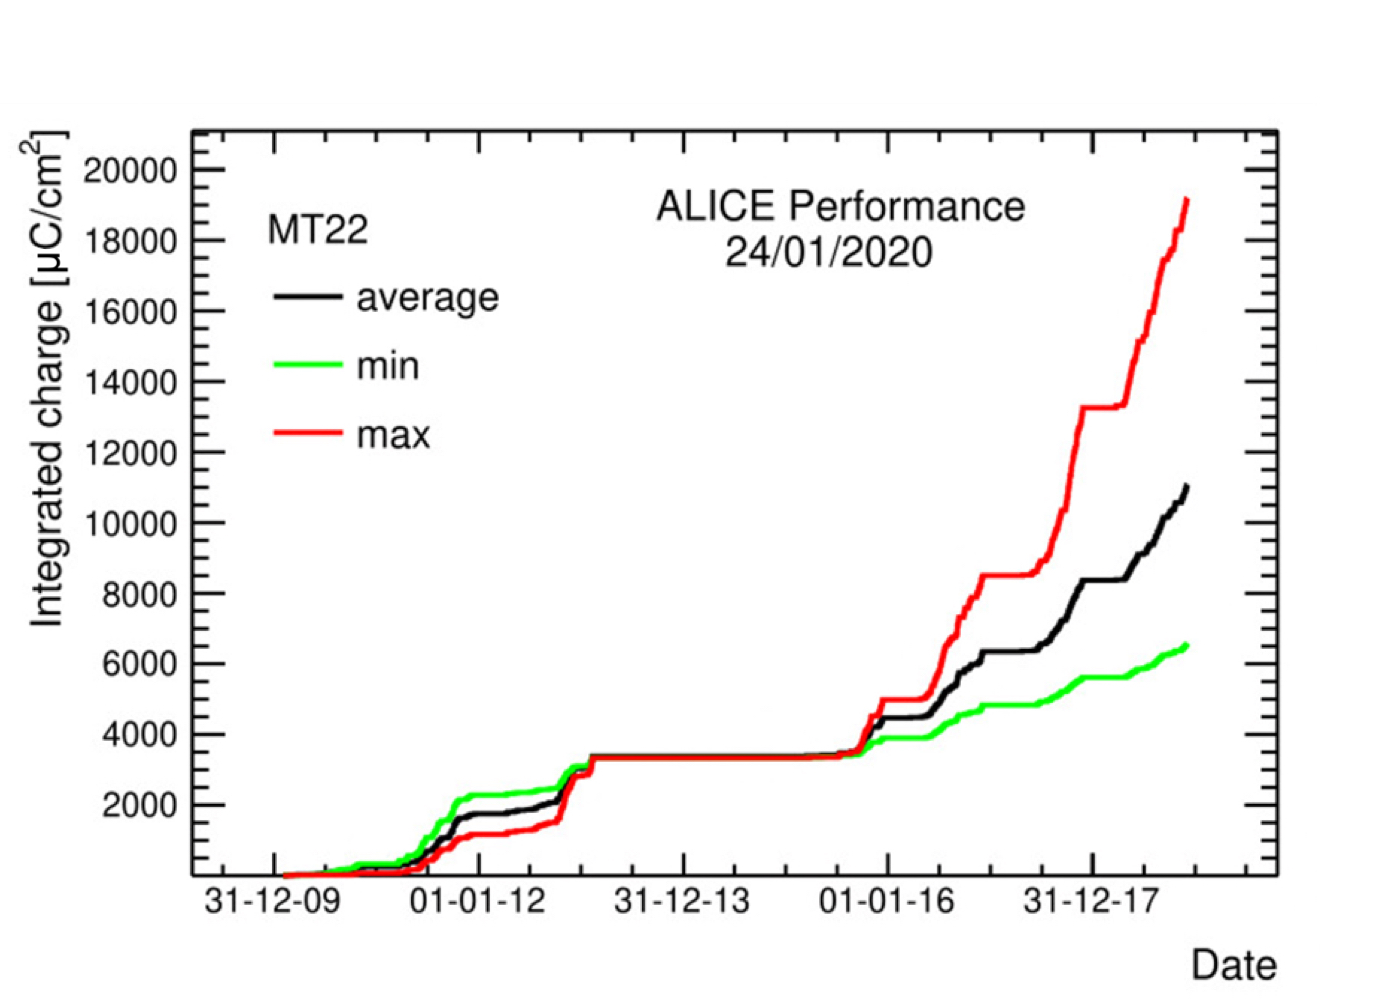 Integrated charge [µC/cm²]
20000
18000
16000
14000
12000
10000
8000
6000
4000
2000
MT22
average
min
max
ALICE Performance
24/01/2020
31-12-09
01-01-12
31-12-13
01-01-16
31-12-17
Date